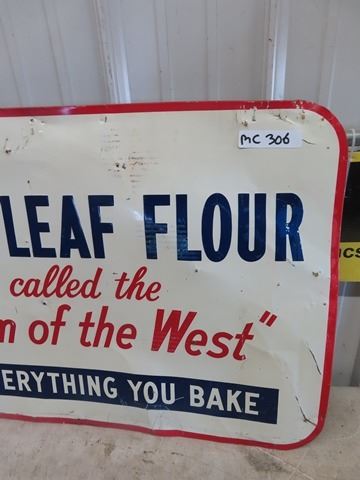 MC 306
LEAF FLOUR
called the
m of the West"
ERYTHING YOU BAKE